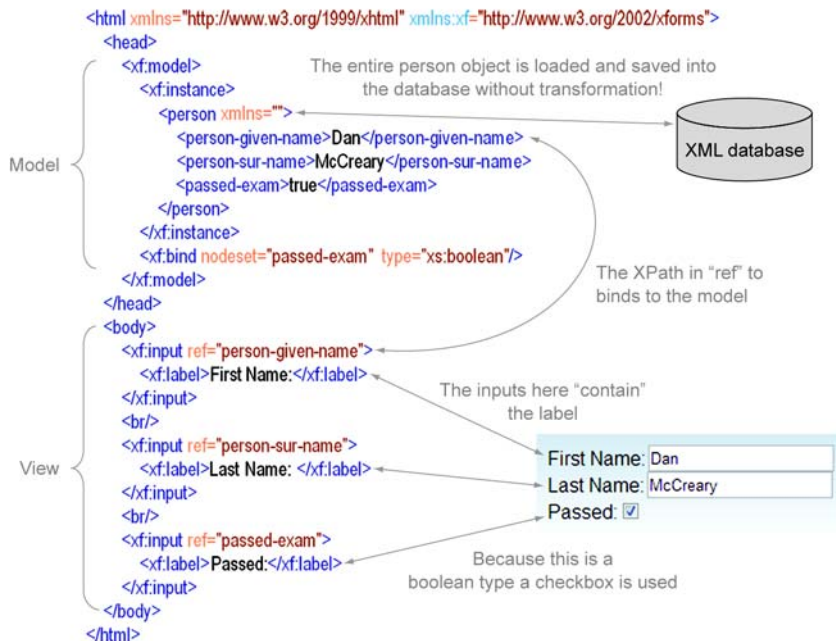 <html xmlns="http://www.w3.org/1999/xhtml" xmlns:xf="http://www.w3.org/2002/xforms">
<head>
<xf:model>
<xf:instance>
<person xmlns="">
<person-given-name>Dan</person-given-name>
<person-sur-name>McCreary</person-sur-name>
<passed-exam>true</passed-exam>
</person>
</xf:instance>
<xf:bind nodeset="passed-exam" type="xs:boolean"/>
</xf:model>
</head>
<body>
<xf:input ref="person-given-name">
<xf:label>First Name:</xf:label>
</xf:input>
<br/>
<xf:input ref="person-sur-name">
<xf:label>Last Name: </xf:label>
</xf:input>
<br/>
<xf:input ref="passed-exam">
<xf:label>Passed:</xf:label>
</xf:input>
</body>
</html>
Model
View
The entire person object is loaded and saved into
the database without transformation!
XML database
The XPath in “ref” to
binds to the model
The inputs here “contain”
the label
First Name: Dan
Last Name: McCreary
Passed:
Because this is a
boolean type a checkbox is used